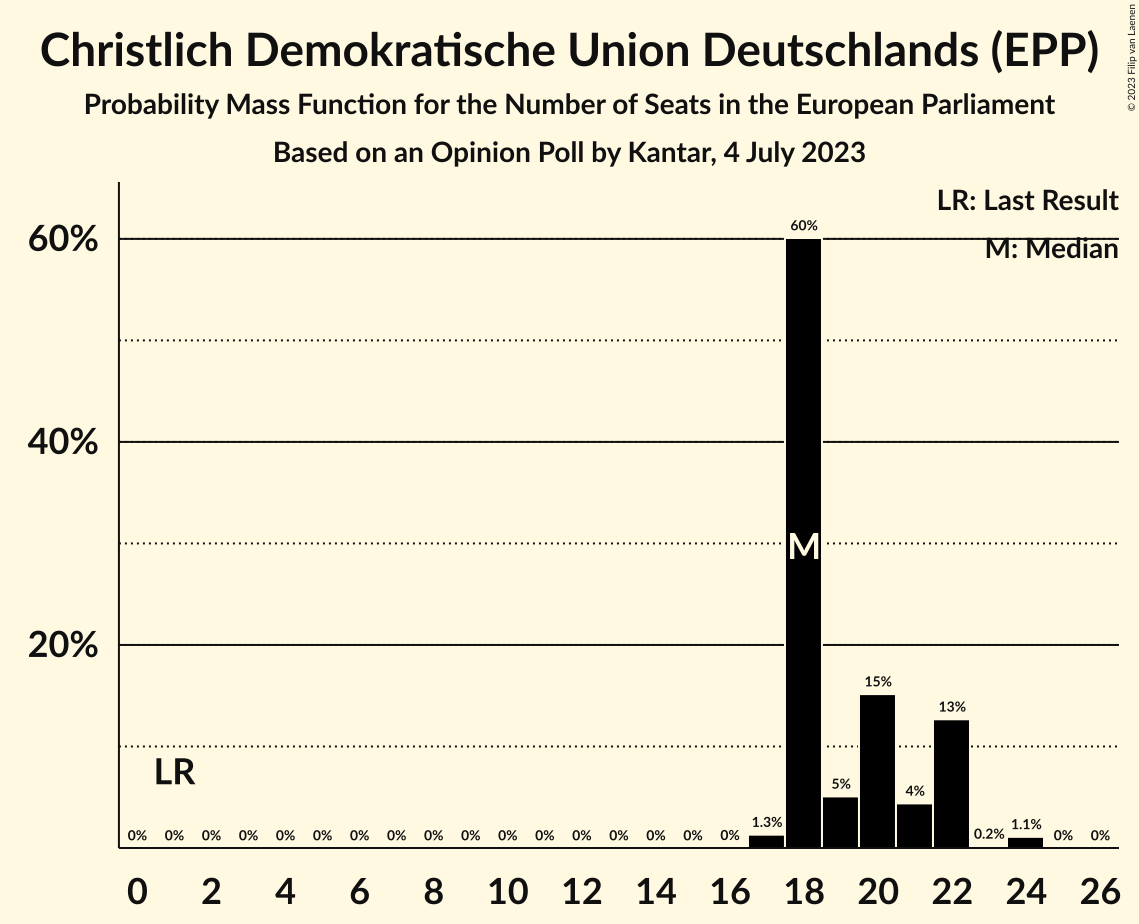 Christlich Demokratische Union Deutschlands (EPP)
Probability Mass Function for the Number of Seats in the European Parliament
Based on an Opinion Poll by Kantar, 4 July 2023
© 2023 Filip van Laenen
LR: Last Result
M: Median
60%
40%
20%
60%
M
15%
13%
5%
4%
1.3%
0.2%
1.1%
LR
0% 0% 0% 0% 0% 0% 0% 0% 0% 0% 0% 0% 0% 0% 0% 0% 0% 0% 0%
0 2 4 6 8 10 12 14 16 18 20 22 24 26